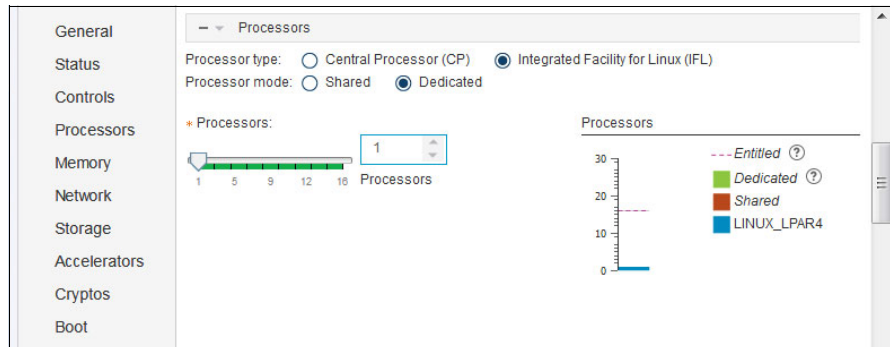 General
Status
Controls
Processors
Memory
Network
Storage
Accelerators
Cryptos
Boot
Processors
Processor type: Central Processor (CP) Integrated Facility for Linux (IFL)
Processor mode: Shared Dedicated
* Processors:
1
1 5 9 12 16 Processors
Processors
30
20
10
0
Entitled ?
Dedicated ?
Shared
LINUX_LPAR4